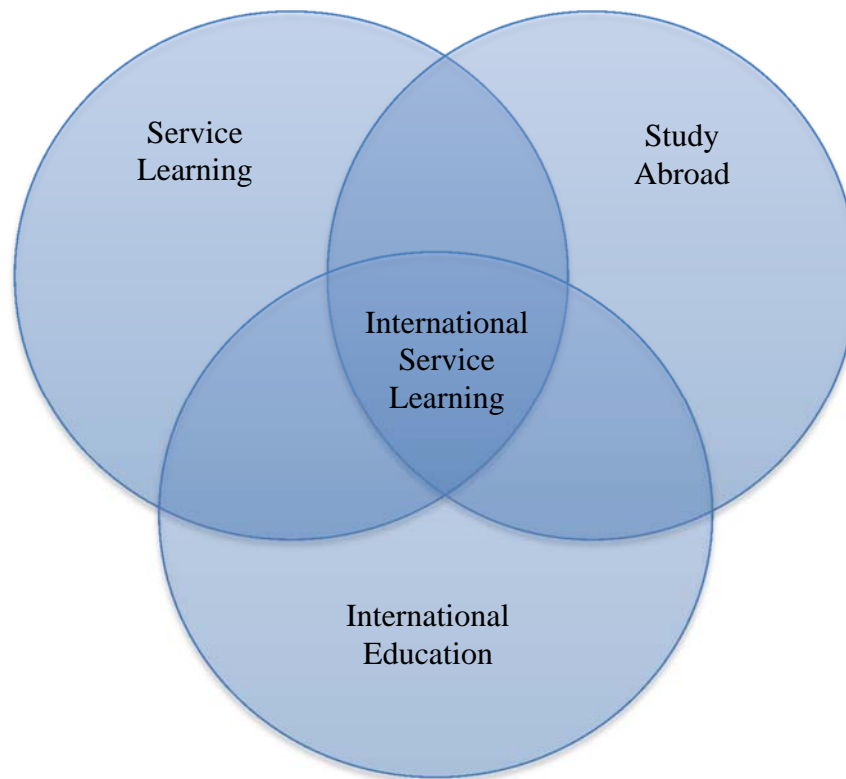 Service
Learning
Study
Abroad
International
Service
Learning
International
Education